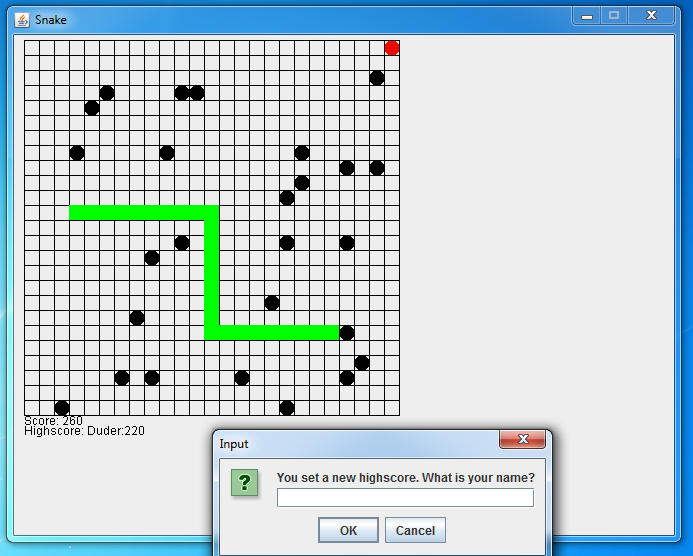 Snake
Score: 260
Highscore: Duder:220
Input
You set a new highscore. What is your name?
OK
Cancel